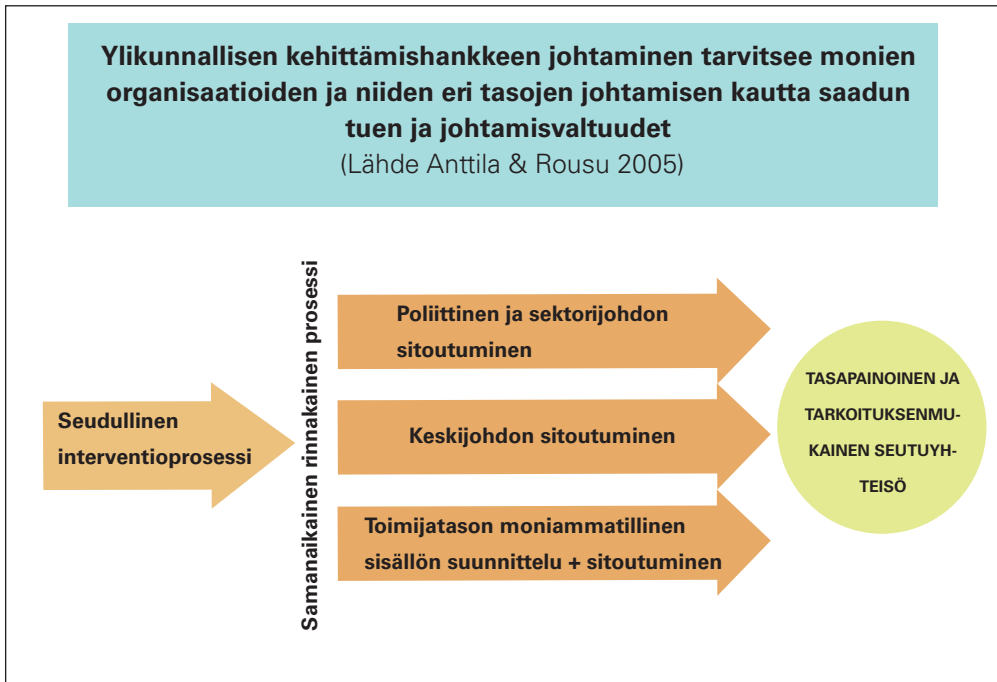 Ylikunnallisen kehittämishankkeen johtaminen tarvitsee monien
organisaatioiden ja niiden eri tasojen johtamisen kautta saadun
tuen ja johtamisvaltuudet
(Lähde Anttila & Rousu 2005)
Seudullinen
interventioprosessi
Samanaikainen rinnakainen prosessi
Poliittinen ja sektorijohdon
sitoutuminen
Keskijohdon sitoutuminen
Toimijatason moniammatillinen
sisällön suunnittelu + sitoutuminen
TASAPAINOINEN JA
TARKOITUKSENMU-
KAINEN SEUTUYH-
TEISÖ